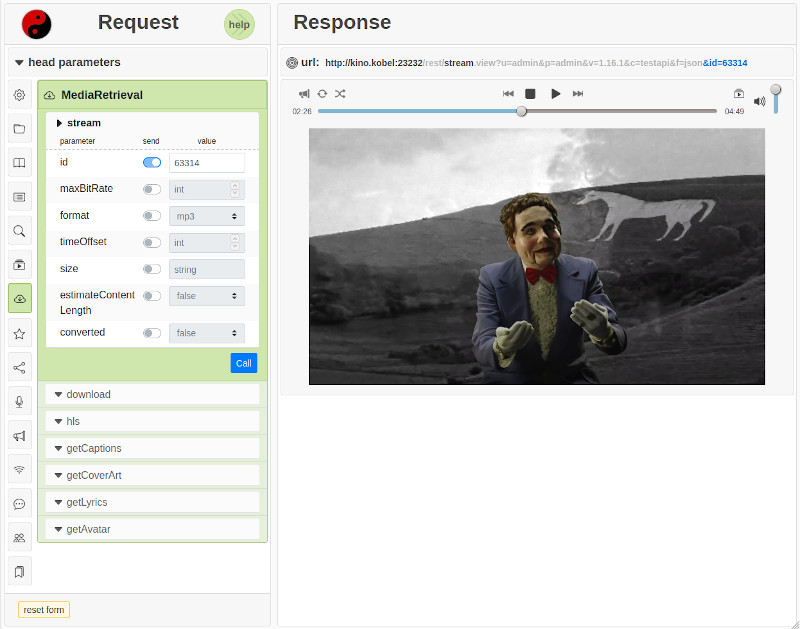 Request
help
head parameters
MediaRetrieval
stream
parameter send value
id 63314
maxBitRate int
format mp3
timeOffset int
size string
estimateContent
Length false
converted false
Call
download
hls
getCaptions
getCoverArt
getLyrics
getAvatar
reset form
Response
url: http://kino.kobel:23232/rest/stream.view?u=admin&p=admin&v=1.16.1&c=testapi&f=json&id=63314
02:26 04:49